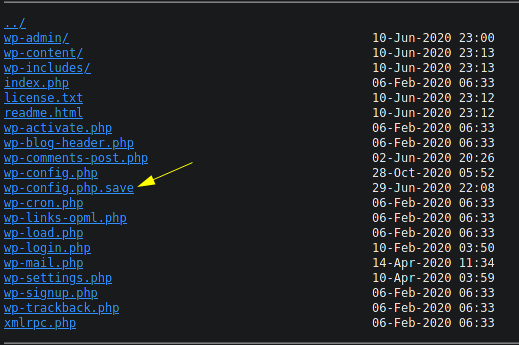 ../
wp-admin/ 10-Jun-2020 23:00
wp-content/ 10-Jun-2020 23:13
wp-includes/ 10-Jun-2020 23:13
index.php 06-Feb-2020 06:33
license.txt 10-Jun-2020 23:12
readme.html 10-Jun-2020 23:12
wp-activate.php 06-Feb-2020 06:33
wp-blog-header.php 06-Feb-2020 06:33
wp-comments-post.php 02-Jun-2020 20:26
wp-config.php 28-Oct-2020 05:52
wp-config.php.save 29-Jun-2020 22:08
wp-cron.php 06-Feb-2020 06:33
wp-links-opml.php 06-Feb-2020 06:33
wp-load.php 06-Feb-2020 06:33
wp-login.php 10-Feb-2020 03:50
wp-mail.php 14-Apr-2020 11:34
wp-settings.php 10-Apr-2020 03:59
wp-signup.php 06-Feb-2020 06:33
wp-trackback.php 06-Feb-2020 06:33
xmlrpc.php 06-Feb-2020 06:33